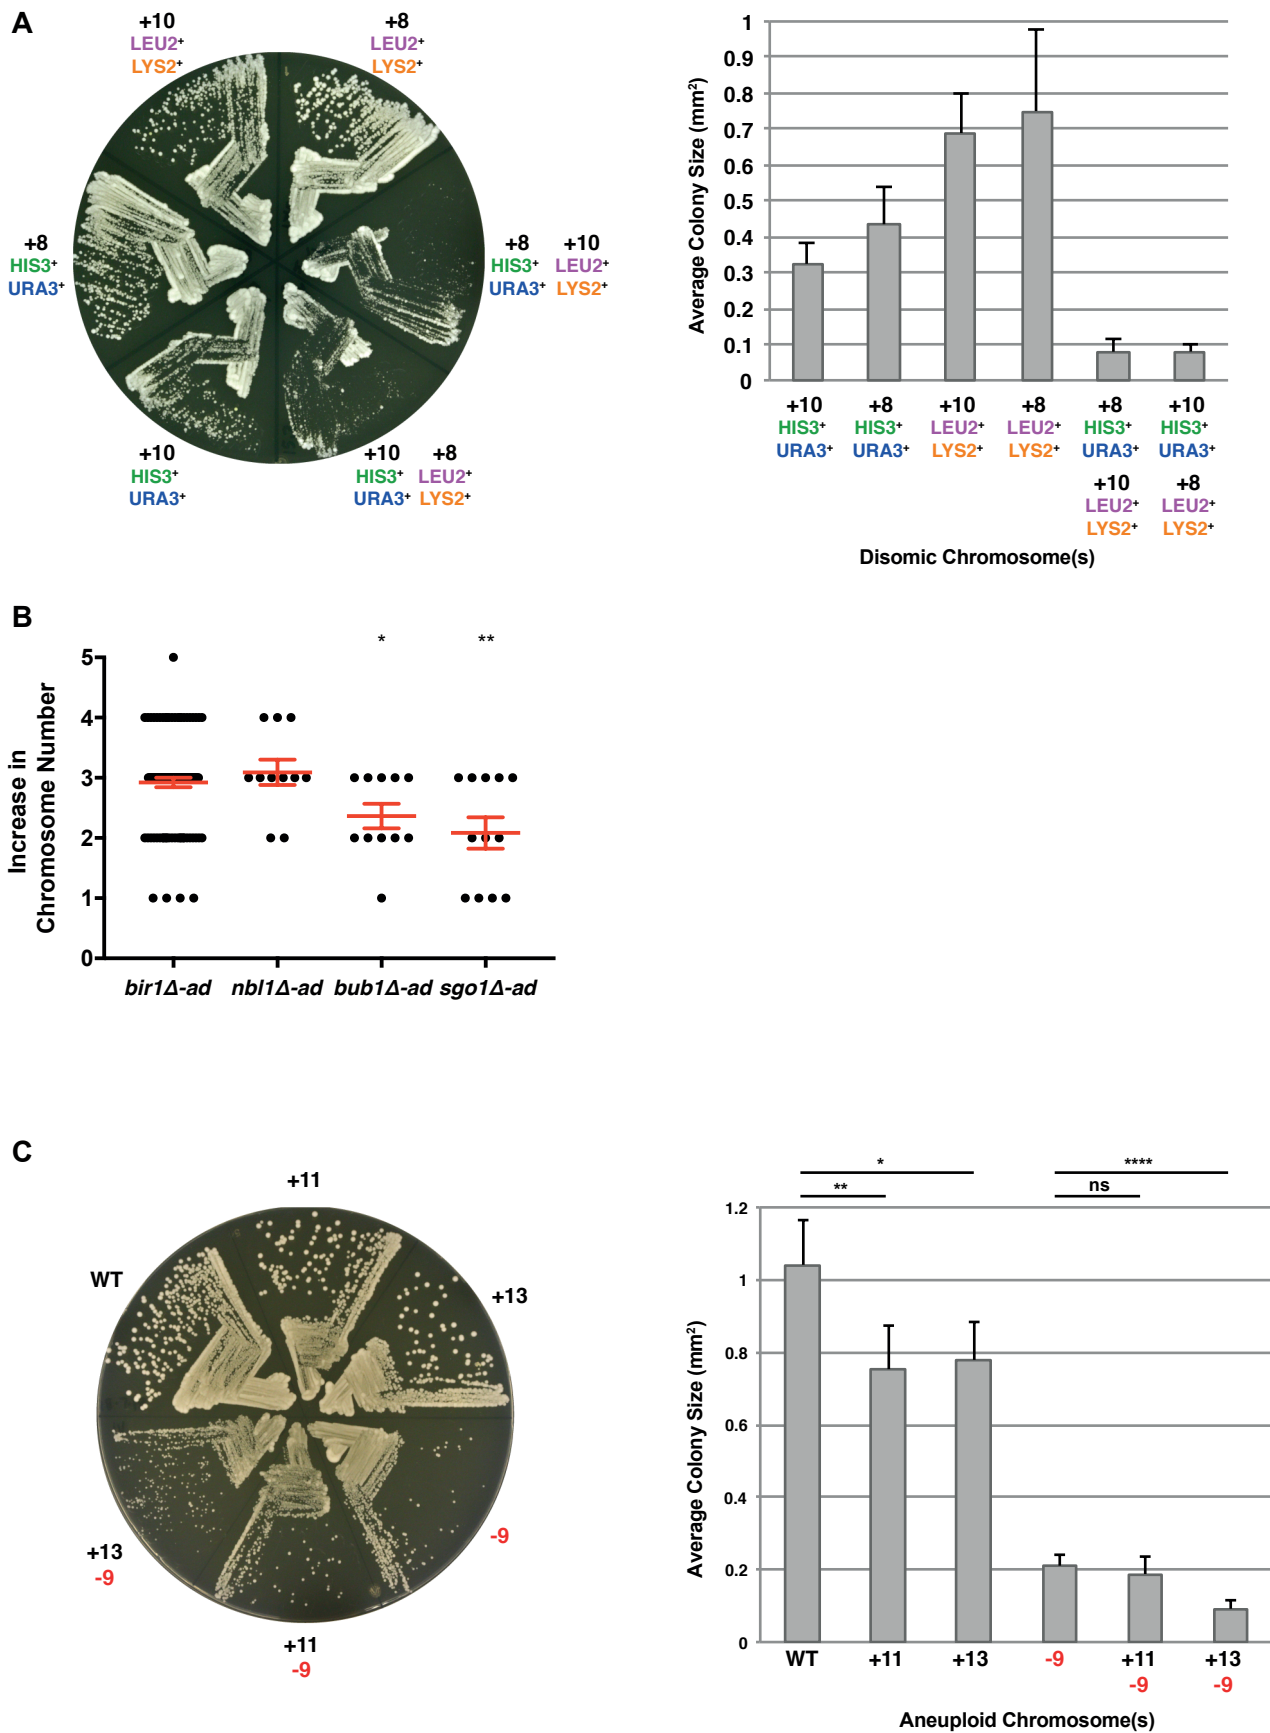 A
+10
LEU2+
LYS2+
+8
LEU2+
LYS2+
+8
HIS3+
URA3+
+8 +10
HIS3+ LEU2+
URA3+ LYS2+
+10
HIS3+
URA3+
+10 +8
HIS3+ LEU2+
URA3+ LYS2+
Average Colony Size (mm²)
1
0.9
0.8
0.7
0.6
0.5
0.4
0.3
0.2
0.1
0
+10 +8 +10 +8 +8 +10
HIS3+ HIS3+ LEU2+ LEU2+ HIS3+ HIS3+
URA3+ URA3+ LYS2+ LYS2+ URA3+ URA3+
+10 +8
LEU2+ LEU2+
LYS2+ LYS2+
Disomic Chromosome(s)
B
* **
Increase in
Chromosome Number
5
4
3
2
1
0
bir1Δ-ad nbl1Δ-ad bub1Δ-ad sgo1Δ-ad
C
+11
WT
+13
-9
+13
-9
+11
-9
* ****
** ns
Average Colony Size (mm²)
1.2
1
0.8
0.6
0.4
0.2
0
WT +11 +13 -9 +11 +13
-9 -9
Aneuploid Chromosome(s)